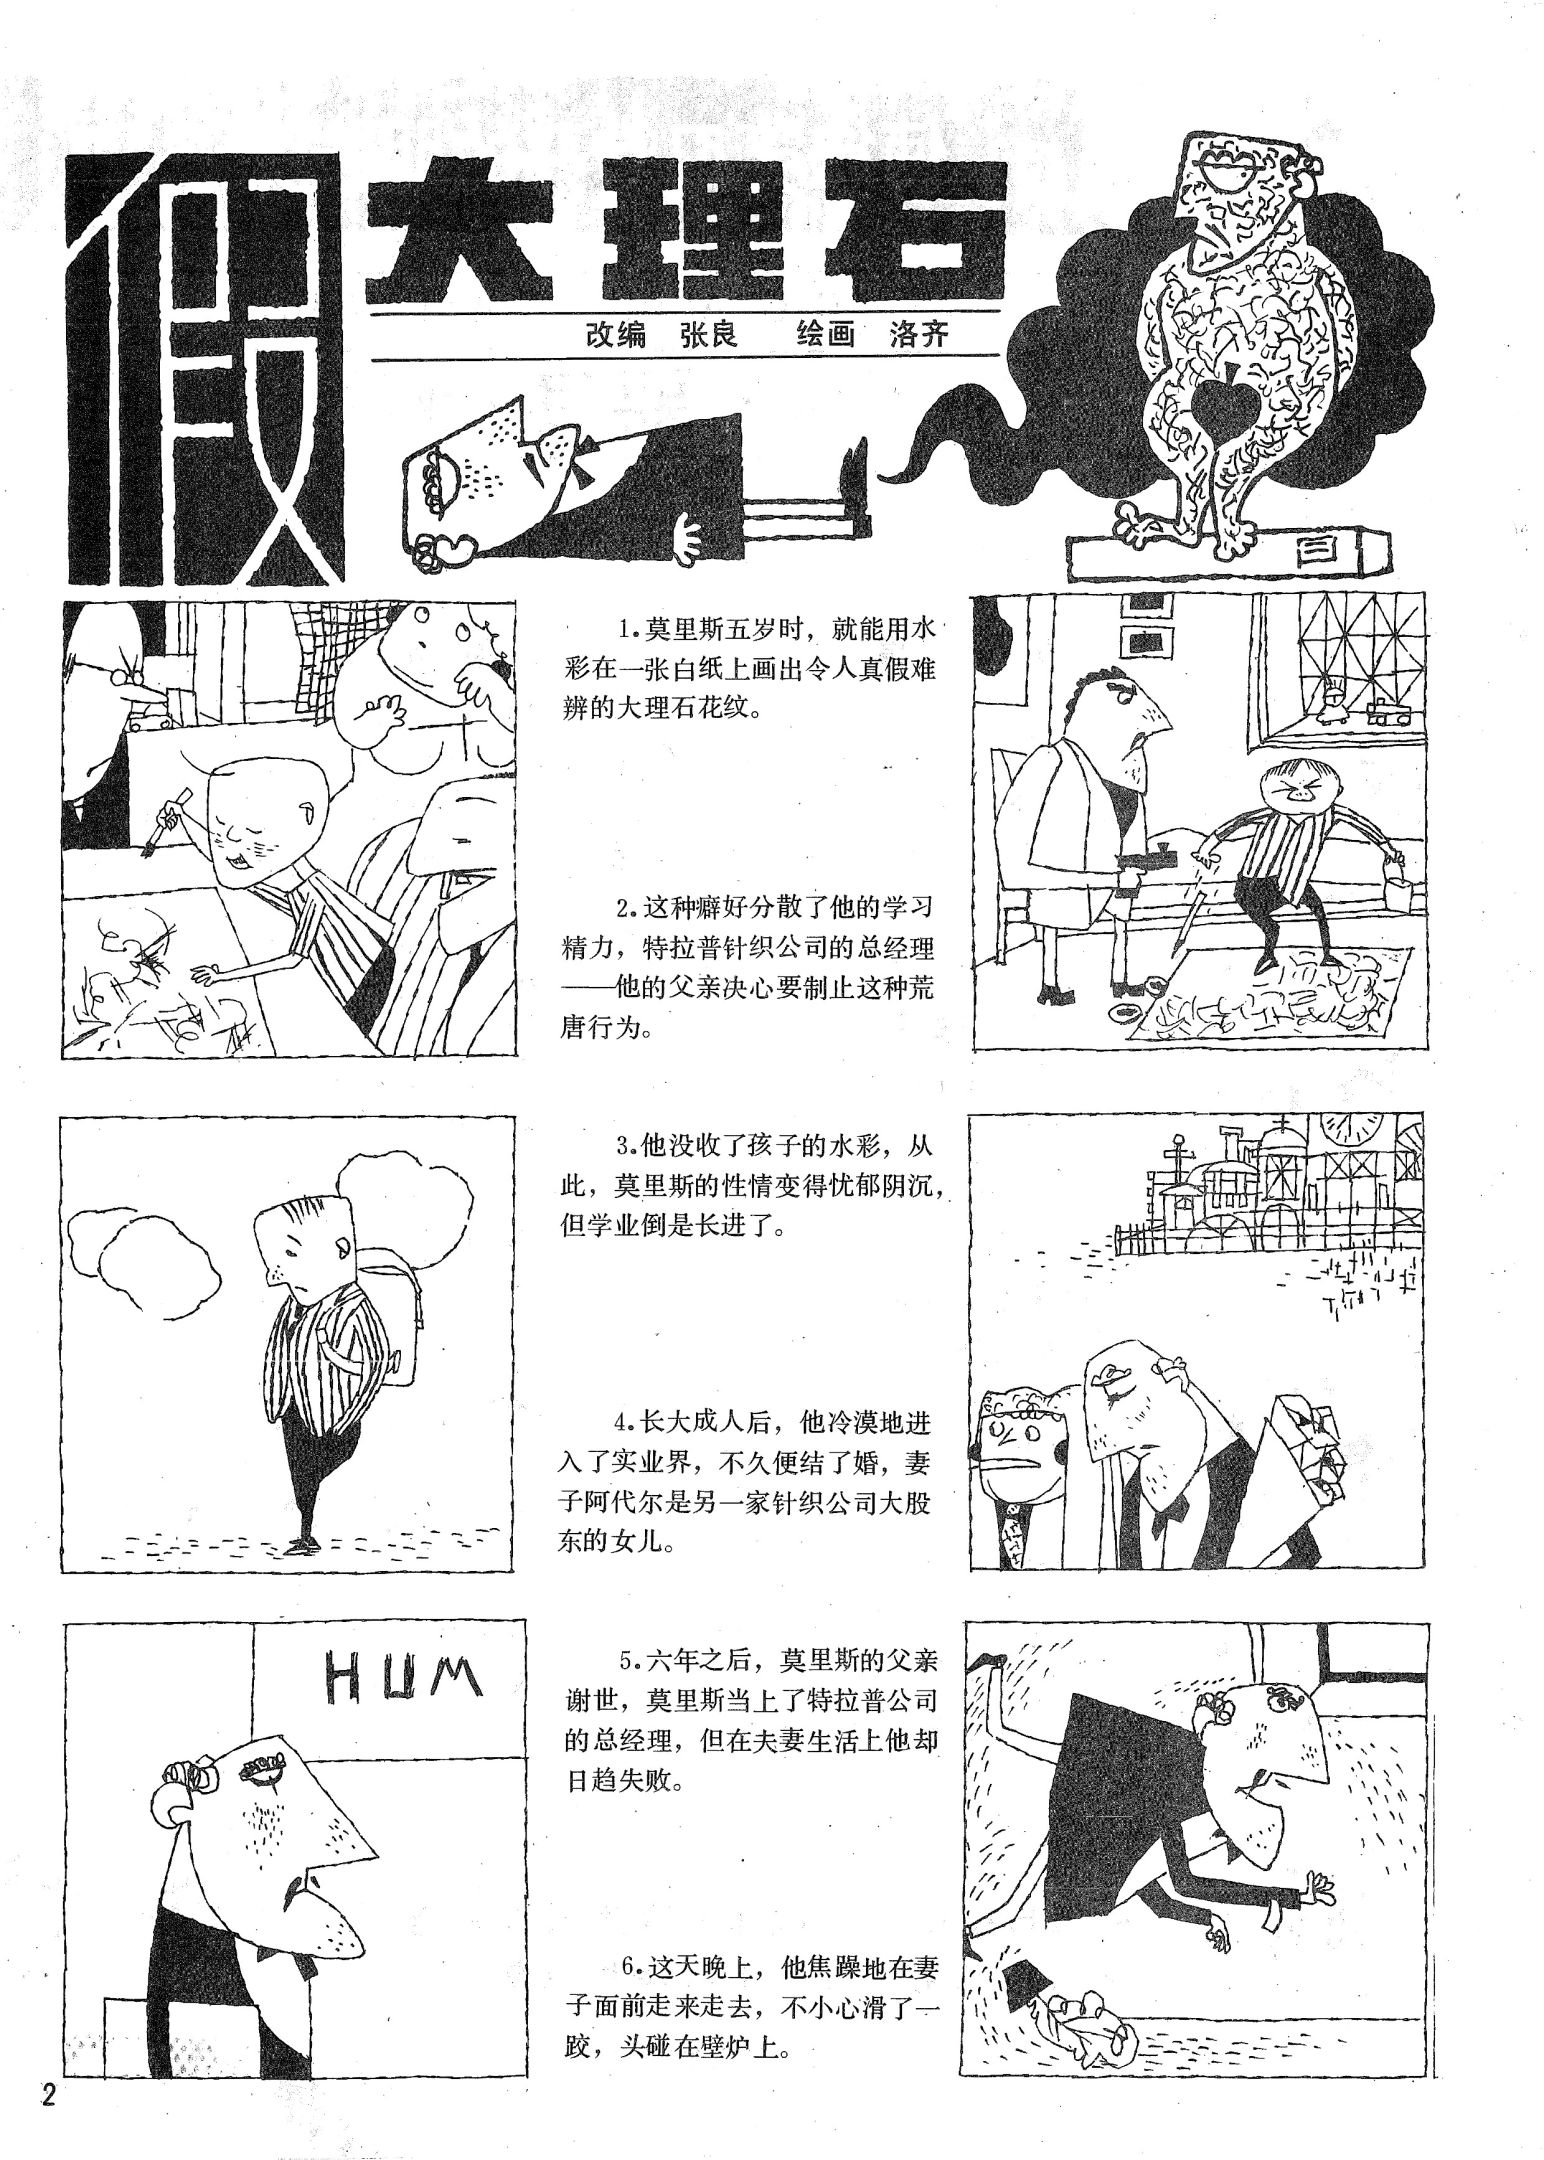 假大理石
改编 张良 绘画 洛齐
1.莫里斯五岁时，就能用水
彩在一张白纸上画出令人真假难
辨的大理石花纹。
2.这种癖好分散了他的学习
精力，特拉普针织公司的总经理
——他的父亲决心要制止这种荒
唐行为。
3.他没收了孩子的水彩，从
此，莫里斯的性情变得忧郁阴沉，
但学业倒是长进了。
4.长大成人后，他冷漠地进
入了实业界，不久便结了婚，妻
子阿代尔是另一家针织公司大股
东的女儿。
HUM
5.六年之后，莫里斯的父亲
谢世，莫里斯当上了特拉普公司
的总经理，但在夫妻生活上他却
日趋失败。
6.这天晚上，他焦躁地在妻
子面前走来走去，不小心滑了一
跤，头碰在壁炉上。
2